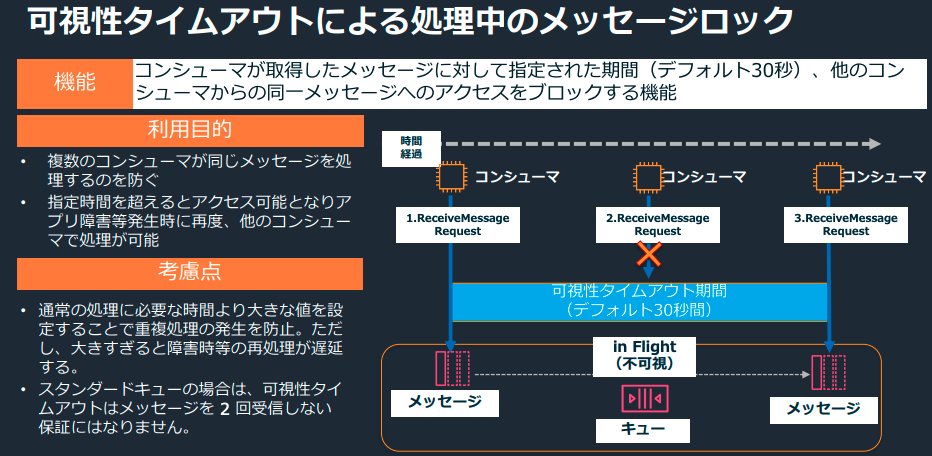 可視性タイムアウトによる処理中のメッセージロック
機能
コンシューマが取得したメッセージに対して指定された期間（デフォルト30秒）、他のコン
シューマからの同一メッセージへのアクセスをブロックする機能
利用目的
• 複数のコンシューマが同じメッセージを処
理するのを防ぐ
• 指定時間を超えるとアクセス可能となりア
プリ障害等発生時に再度、他のコンシュー
マで処理が可能
考慮点
• 通常の処理に必要な時間より大きな値を設
定することで重複処理の発生を防止。ただ
し、大きすぎると障害時等の再処理が遅延
する。
• スタンダードキューの場合は、可視性タイ
ムアウトはメッセージを 2 回受信しない
保証にはなりません。
時間
経過
コンシューマ
コンシューマ
コンシューマ
1.ReceiveMessage
Request
2.ReceiveMessage
Request
3.ReceiveMessage
Request
可視性タイムアウト期間
（デフォルト30秒間）
in Flight
（不可視）
メッセージ
メッセージ
キュー